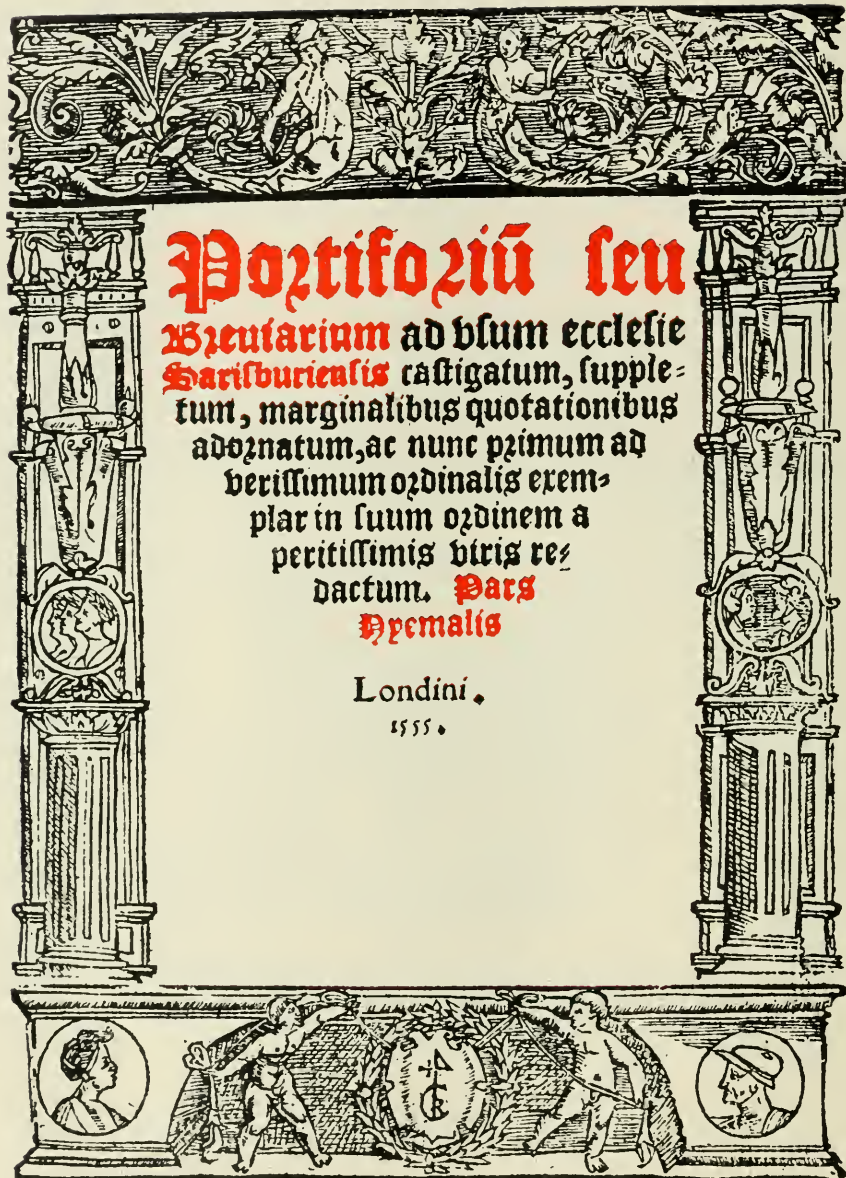 Portiforiū seu
Breuiarium ad vsum ecclesie
Sarisburiensis castigatum, supple=
tum, marginalibus quotationibus
adornatum, ac nunc primum ad
verissimum ordinalis exem=
plar in suum ordinem a
peritissimis viris re=
dactum. Pars
Hyemalis
Londini.
1555.